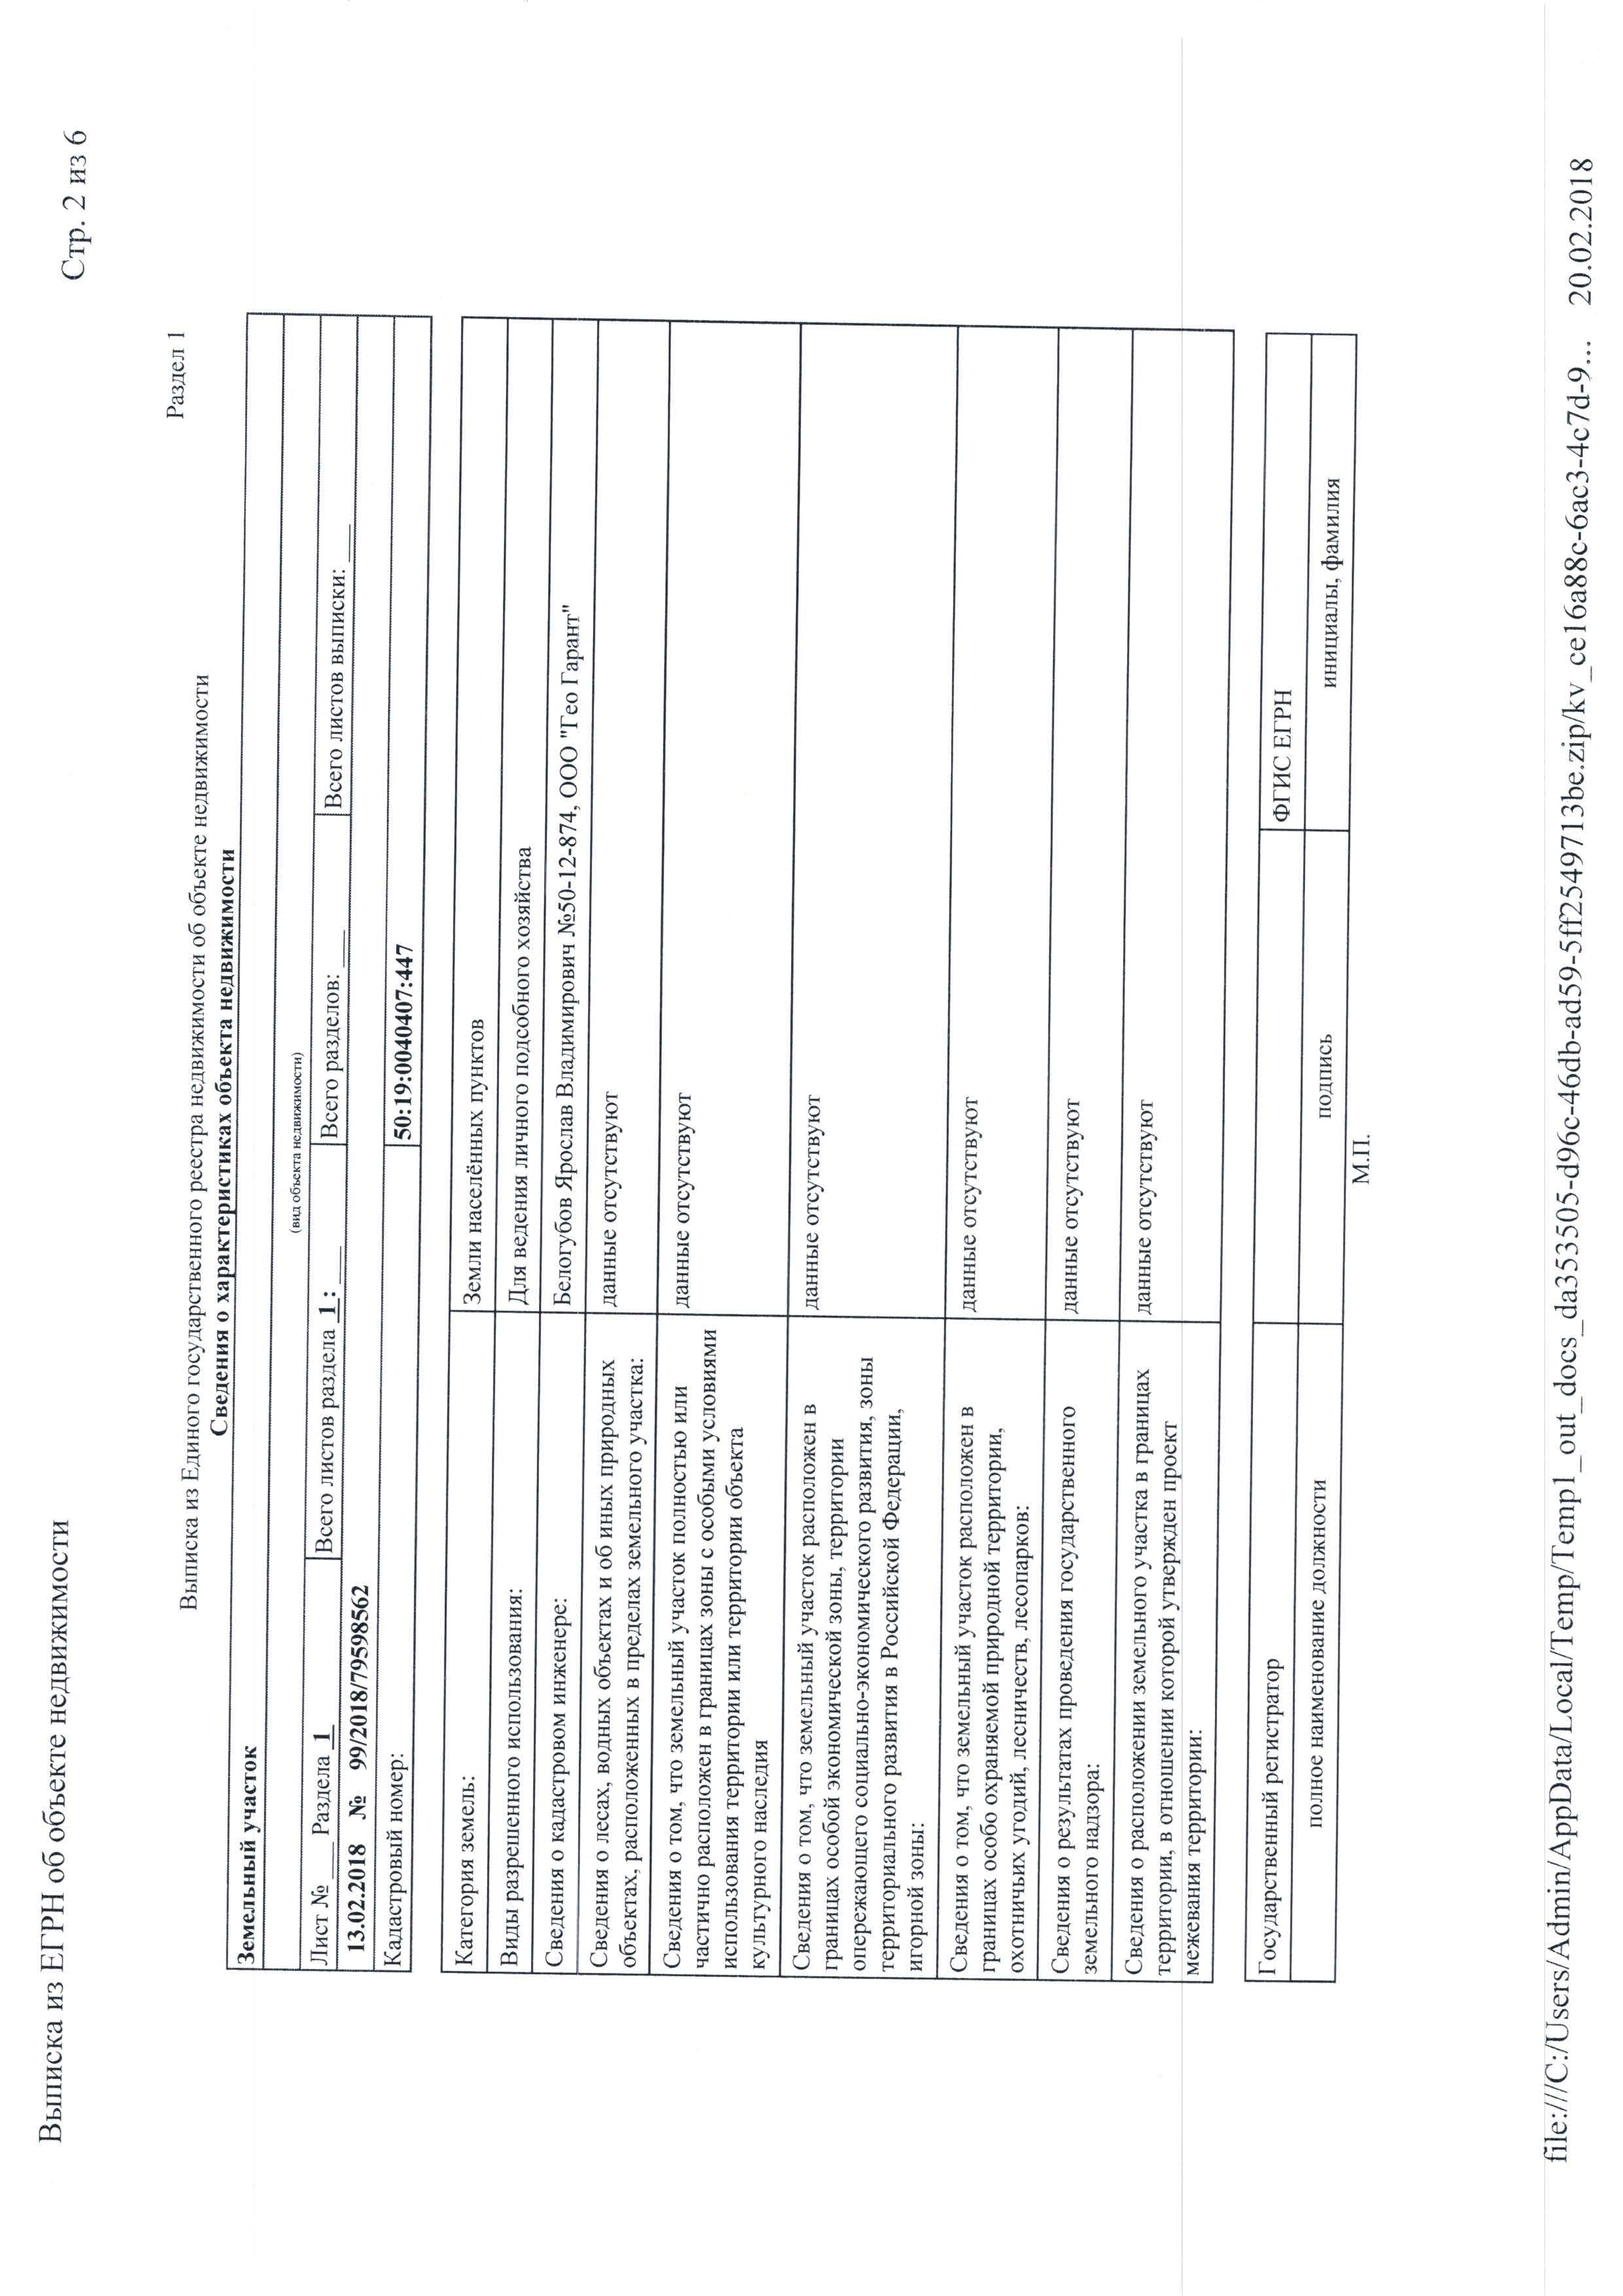 Выписка из ЕГРН об объекте недвижимости
Стр. 2 из 6
Раздел 1
Выписка из Единого государственного реестра недвижимости об объекте недвижимости
Сведения о характеристиках объекта недвижимости
Земельный участок
(вид объекта недвижимости)
Лист № ___ Раздела 1 Всего листов раздела 1 : ___ Всего разделов: ___ Всего листов выписки: ___
13.02.2018 № 99/2018/79598562
Кадастровый номер: 50:19:0040407:447
Категория земель: Земли населённых пунктов
Виды разрешенного использования: Для ведения личного подсобного хозяйства
Сведения о кадастровом инженере: Белогубов Ярослав Владимирович №50-12-874, ООО "Гео Гарант"
Сведения о лесах, водных объектах и об иных природных данные отсутствуют
объектах, расположенных в пределах земельного участка:
Сведения о том, что земельный участок полностью или данные отсутствуют
частично расположен в границах зоны с особыми условиями
использования территории или территории объекта
культурного наследия
Сведения о том, что земельный участок расположен в данные отсутствуют
границах особой экономической зоны, территории
опережающего социально-экономического развития, зоны
территориального развития в Российской Федерации,
игорной зоны:
Сведения о том, что земельный участок расположен в данные отсутствуют
границах особо охраняемой природной территории,
охотничьих угодий, лесничеств, лесопарков:
Сведения о результатах проведения государственного данные отсутствуют
земельного надзора:
Сведения о расположении земельного участка в границах данные отсутствуют
территории, в отношении которой утвержден проект
межевания территории:
Государственный регистратор ФГИС ЕГРН
полное наименование должности подпись инициалы, фамилия
М.П.
file:///C:/Users/Admin/AppData/Local/Temp/Temp1_out_docs_da353505-d96c-46db-ad59-5ff2549713be.zip/kv_ce16a88c-6ac3-4c7d-9... 20.02.2018